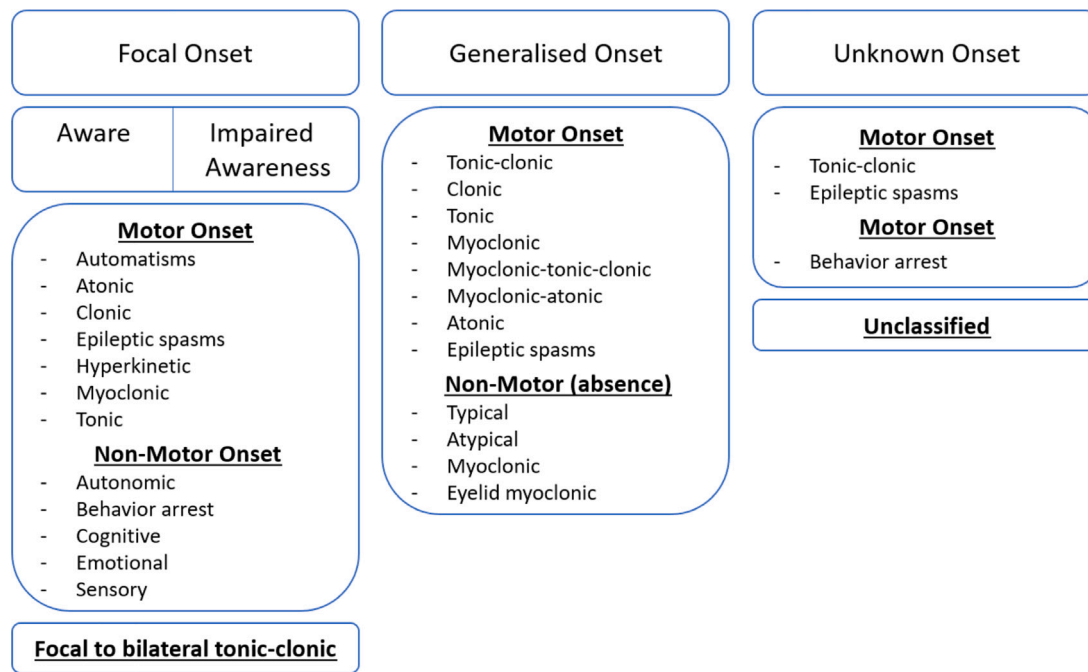 Focal Onset
Aware
Impaired
Awareness
Motor Onset
- Automatisms
- Atonic
- Clonic
- Epileptic spasms
- Hyperkinetic
- Myoclonic
- Tonic
Non-Motor Onset
- Autonomic
- Behavior arrest
- Cognitive
- Emotional
- Sensory
Focal to bilateral tonic-clonic
Generalised Onset
Motor Onset
- Tonic-clonic
- Clonic
- Tonic
- Myoclonic
- Myoclonic-tonic-clonic
- Myoclonic-atonic
- Atonic
- Epileptic spasms
Non-Motor (absence)
- Typical
- Atypical
- Myoclonic
- Eyelid myoclonic
Unknown Onset
Motor Onset
- Tonic-clonic
- Epileptic spasms
Motor Onset
- Behavior arrest
Unclassified